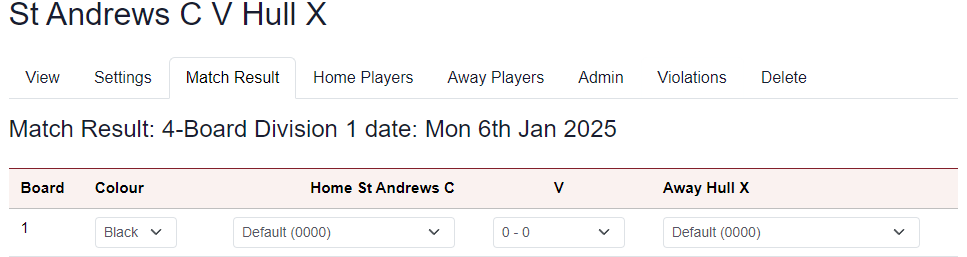 St Andrews C V Hull X
View Settings Match Result Home Players Away Players Admin Violations Delete
Match Result: 4-Board Division 1 date: Mon 6th Jan 2025
Board Colour Home St Andrews C V Away Hull X
1 Black Default (0000) 0 - 0 Default (0000)